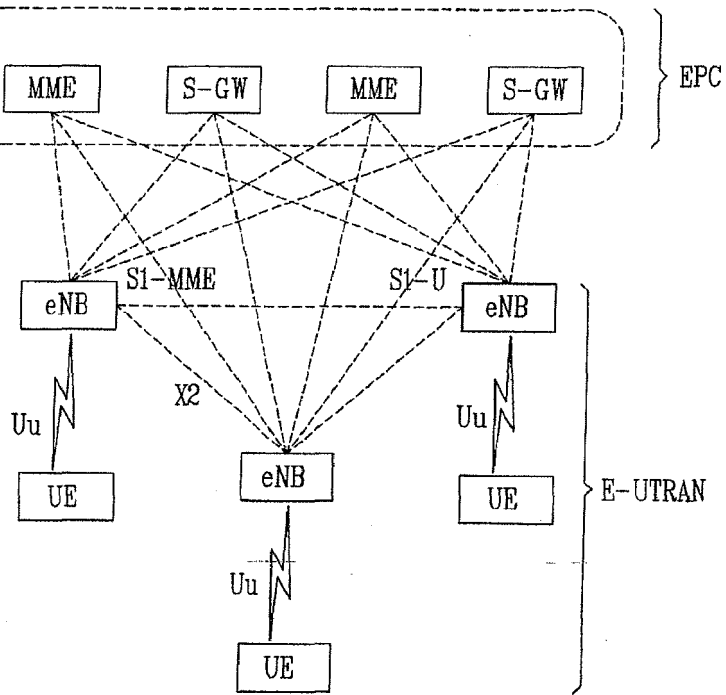 EPC
MME
S-GW
MME
S-GW
S1-MME
S1-U
eNB
eNB
X2
Uu
Uu
eNB
UE
UE
E-UTRAN
Uu
UE